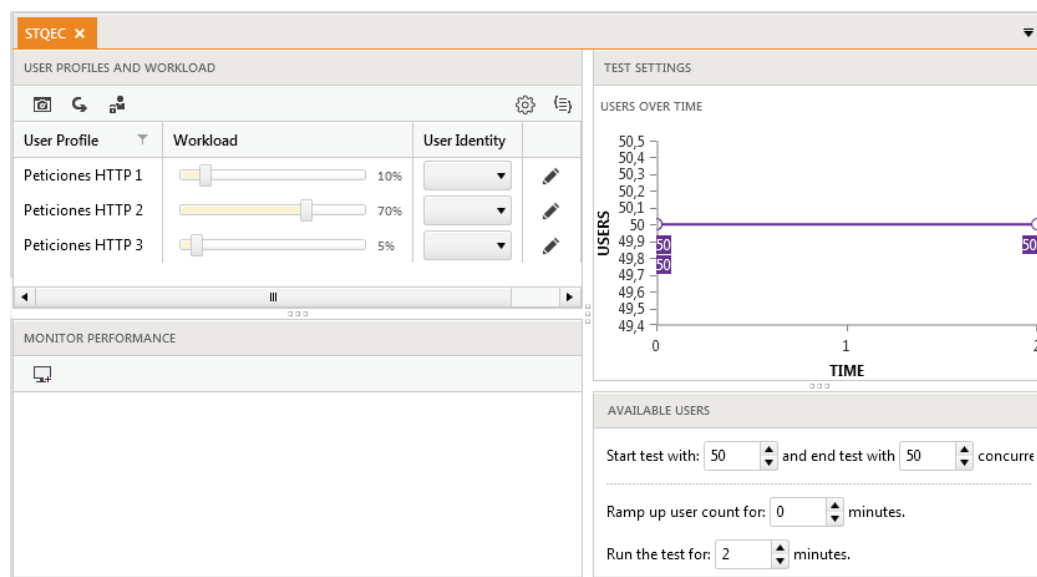 STQEC
USER PROFILES AND WORKLOAD
User Profile Workload User Identity
Peticiones HTTP 1 10%
Peticiones HTTP 2 70%
Peticiones HTTP 3 5%
MONITOR PERFORMANCE
TEST SETTINGS
USERS OVER TIME
50,5
50,4
50,3
50,2
50,1
50
49,9
49,8
49,7
49,6
49,5
49,4
USERS
50
50
50
0 1 2
TIME
AVAILABLE USERS
Start test with: 50 and end test with 50 concurre
Ramp up user count for: 0 minutes.
Run the test for: 2 minutes.